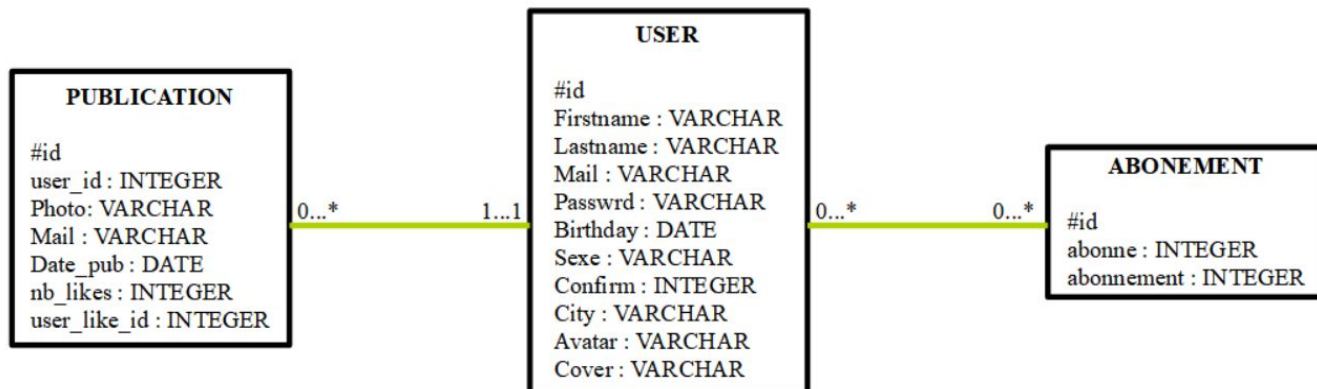 PUBLICATION
#id
user_id : INTEGER
Photo: VARCHAR
Mail : VARCHAR
Date_pub : DATE
nb_likes : INTEGER
user_like_id : INTEGER
0...*
1...1
USER
#id
Firstname : VARCHAR
Lastname : VARCHAR
Mail : VARCHAR
Passwrd : VARCHAR
Birthday : DATE
Sexe : VARCHAR
Confirm : INTEGER
City : VARCHAR
Avatar : VARCHAR
Cover : VARCHAR
0...*
0...*
ABONEMENT
#id
abonne : INTEGER
abonnement : INTEGER